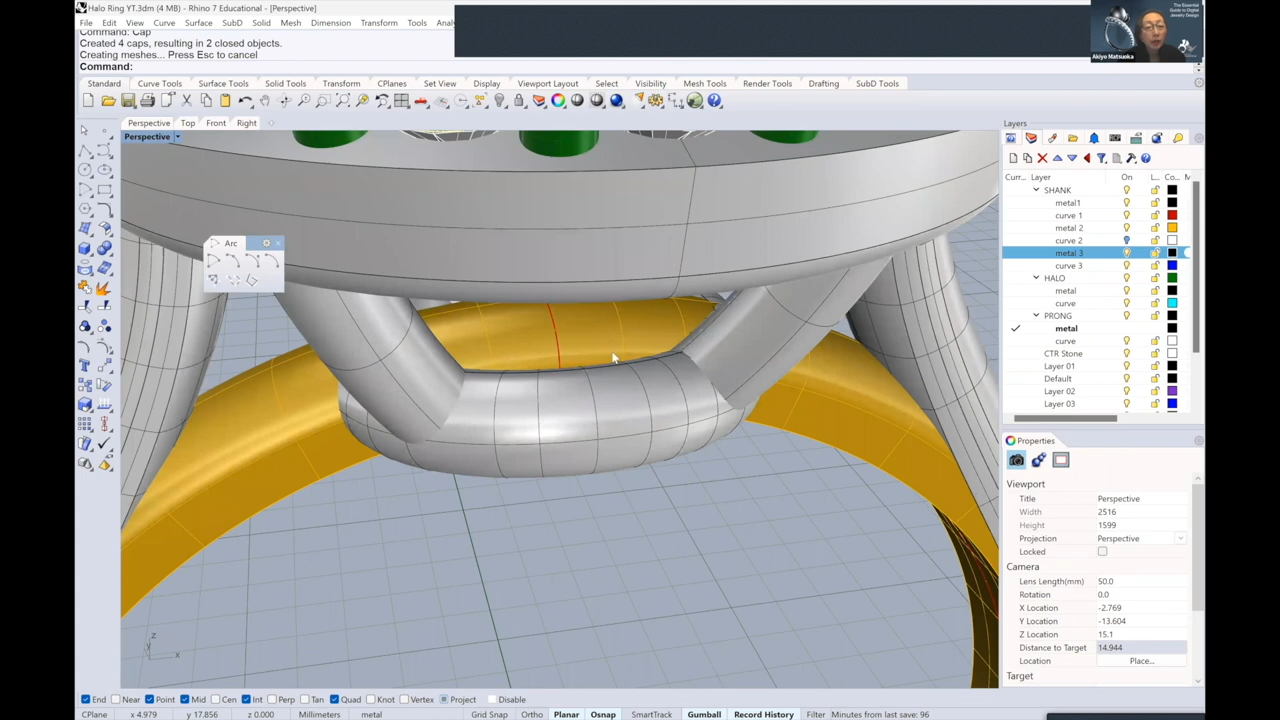 Halo Ring YT.3dm (4 MB) - Rhino 7 Educational - [Perspective]
File Edit View Curve Surface SubD Solid Mesh Dimension Transform Tools Analy
Command: Cap
Created 4 caps, resulting in 2 closed objects.
Creating meshes... Press Esc to cancel
Command:
The Essential
Guide to Digital
Jewelry Design
Akiyo Matsuoka
Standard Curve Tools Surface Tools Solid Tools Transform CPlanes Set View Display Viewport Layout Select Visibility Mesh Tools Render Tools Drafting SubD Tools
Perspective Top Front Right
Perspective
Arc
z
y
x
Layers
Curr... Layer On L... Co... M
SHANK
metal1
curve 1
metal 2
curve 2
metal 3
curve 3
HALO
metal
curve
PRONG
metal
curve
CTR Stone
Layer 01
Default
Layer 02
Layer 03
Properties
Viewport
Title Perspective
Width 2516
Height 1599
Projection Perspective
Locked
Camera
Lens Length(mm) 50.0
Rotation 0.0
X Location -2.769
Y Location -13.604
Z Location 15.1
Distance to Target 14.944
Location Place...
Target
End Near Point Mid Cen Int Perp Tan Quad Knot Vertex Project Disable
CPlane x 4.979 y 17.856 z 0.000 Millimeters metal Grid Snap Ortho Planar Osnap SmartTrack Gumball Record History Filter Minutes from last save: 96